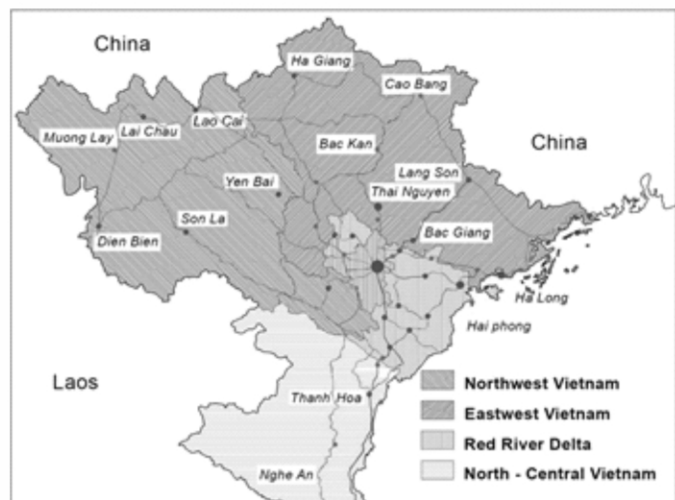 China
Ha Giang
Cao Bang
Lao Cai
Lai Chau
Muong Lay
Bac Kan
China
Lang Son
Yen Bai
Thai Nguyen
Son La
Bac Giang
Dien Bien
Ha Long
Hai phong
Laos
Northwest Vietnam
Thanh Hoa
Eastwest Vietnam
Red River Delta
Nghe An
North - Central Vietnam